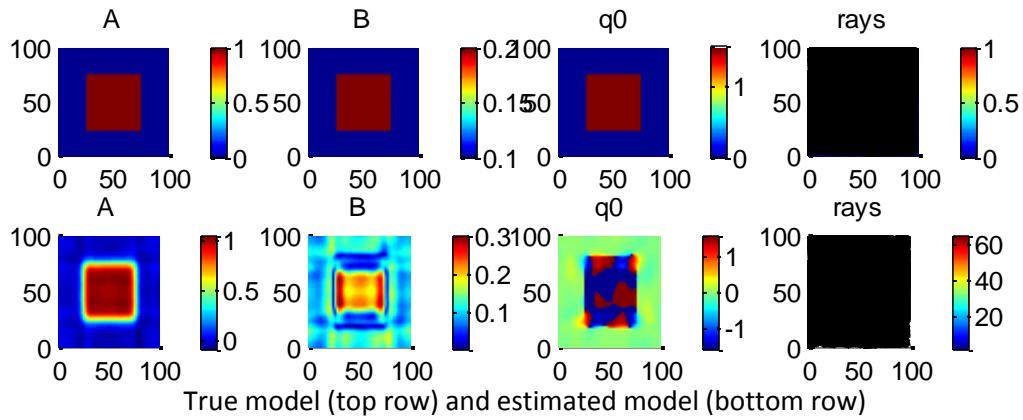 A B q0 rays
100 1 100 0.2 100 100 1
50 0.5 50 0.15 50 1 50 0.5
0 0 0 0.1 0 0 0 0
0 50 100 0 50 100 0 50 100 0 50 100
A B q0 rays
100 1 100 0.3 100 1 100 60
50 0.5 50 0.2 50 0 50 40
0 0 0 0.1 0 -1 0 20
0 50 100 0 50 100 0 50 100 0 50 100
True model (top row) and estimated model (bottom row)